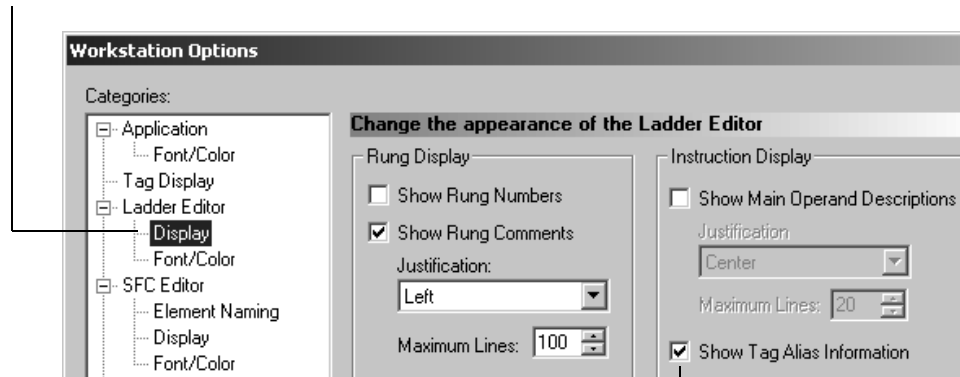 Workstation Options
Categories:
Application
Font/Color
Tag Display
Ladder Editor
Display
Font/Color
SFC Editor
Element Naming
Display
Font/Color
Change the appearance of the Ladder Editor
Rung Display
Show Rung Numbers
Show Rung Comments
Justification:
Left
Maximum Lines: 100
Instruction Display
Show Main Operand Descriptions
Justification
Center
Maximum Lines: 20
Show Tag Alias Information